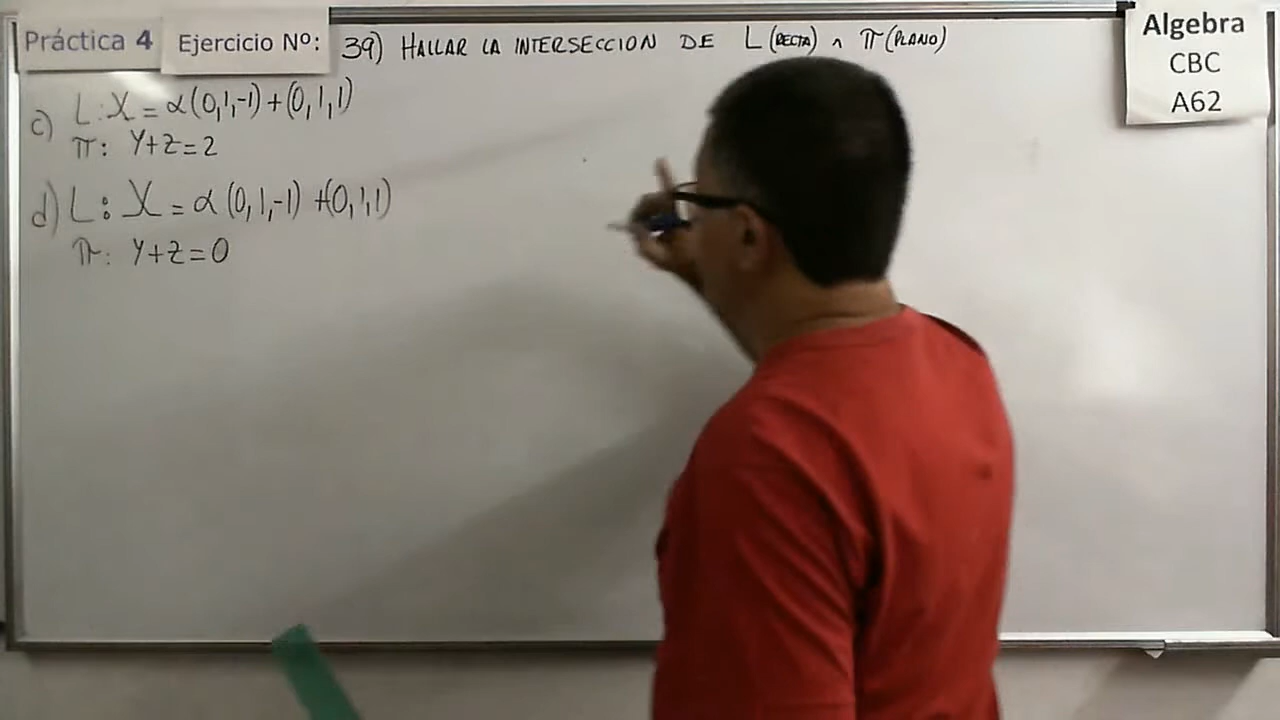 Práctica 4 Ejercicio Nº: 39) HALLAR LA INTERSECCION DE L (RECTA) ∩ π (PLANO)
Algebra
CBC
A62
c) L: X = α(0,1,-1)+(0,1,1)
π: Y+Z=2
d) L: X = α(0,1,-1)+(0,1,1)
π: Y+Z=0